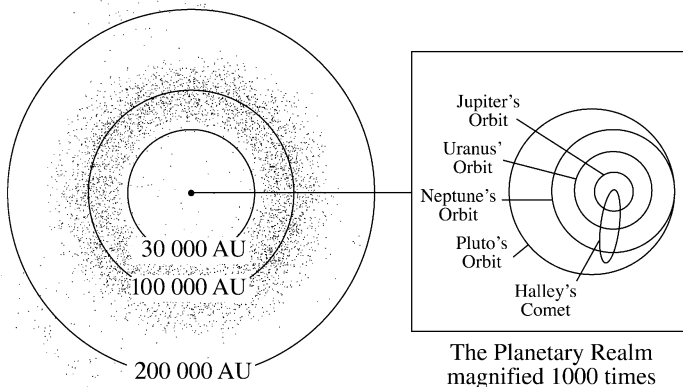 30 000 AU
100 000 AU
200 000 AU
Jupiter's
Orbit
Uranus'
Orbit
Neptune's
Orbit
Pluto's
Orbit
Halley's
Comet
The Planetary Realm
magnified 1000 times